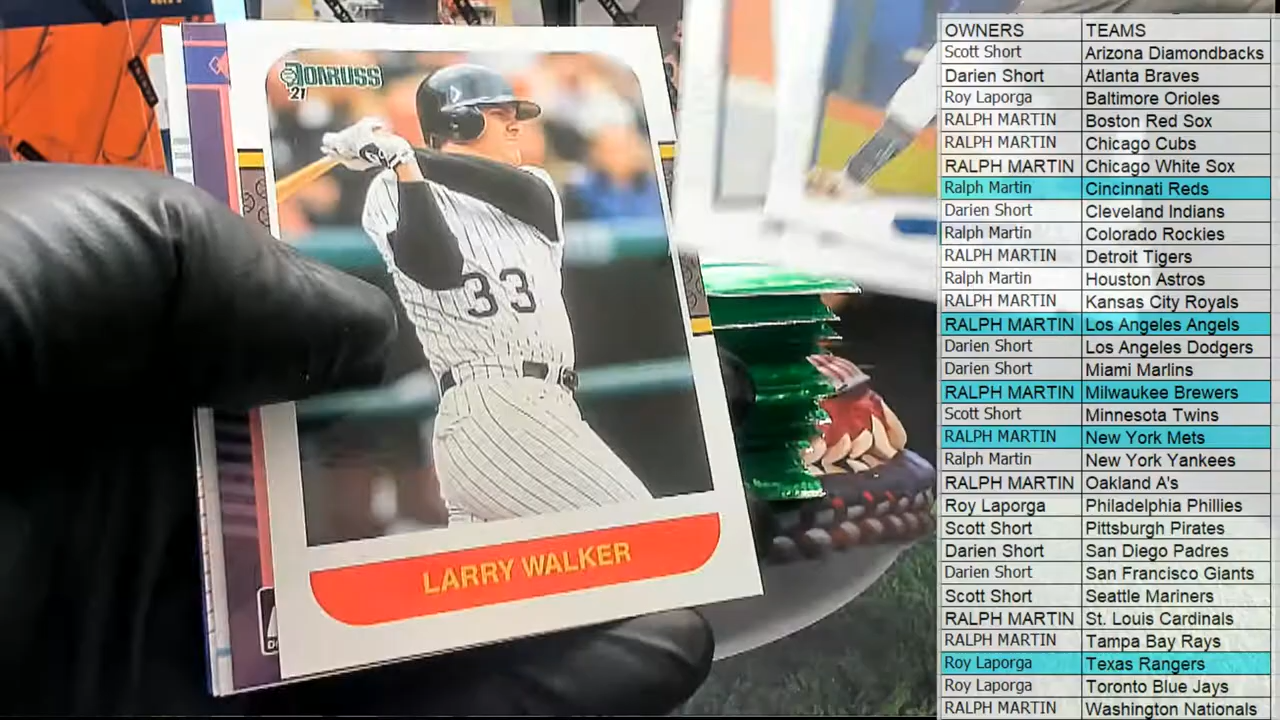 DONRUSS
21
33
LARRY WALKER
OWNERS TEAMS
Scott Short Arizona Diamondbacks
Darien Short Atlanta Braves
Roy Laporga Baltimore Orioles
RALPH MARTIN Boston Red Sox
RALPH MARTIN Chicago Cubs
RALPH MARTIN Chicago White Sox
Ralph Martin Cincinnati Reds
Darien Short Cleveland Indians
Ralph Martin Colorado Rockies
RALPH MARTIN Detroit Tigers
Ralph Martin Houston Astros
RALPH MARTIN Kansas City Royals
RALPH MARTIN Los Angeles Angels
Darien Short Los Angeles Dodgers
Darien Short Miami Marlins
RALPH MARTIN Milwaukee Brewers
Scott Short Minnesota Twins
RALPH MARTIN New York Mets
Ralph Martin New York Yankees
RALPH MARTIN Oakland A's
Roy Laporga Philadelphia Phillies
Scott Short Pittsburgh Pirates
Darien Short San Diego Padres
Darien Short San Francisco Giants
Scott Short Seattle Mariners
RALPH MARTIN St. Louis Cardinals
RALPH MARTIN Tampa Bay Rays
Roy Laporga Texas Rangers
Roy Laporga Toronto Blue Jays
RALPH MARTIN Washington Nationals